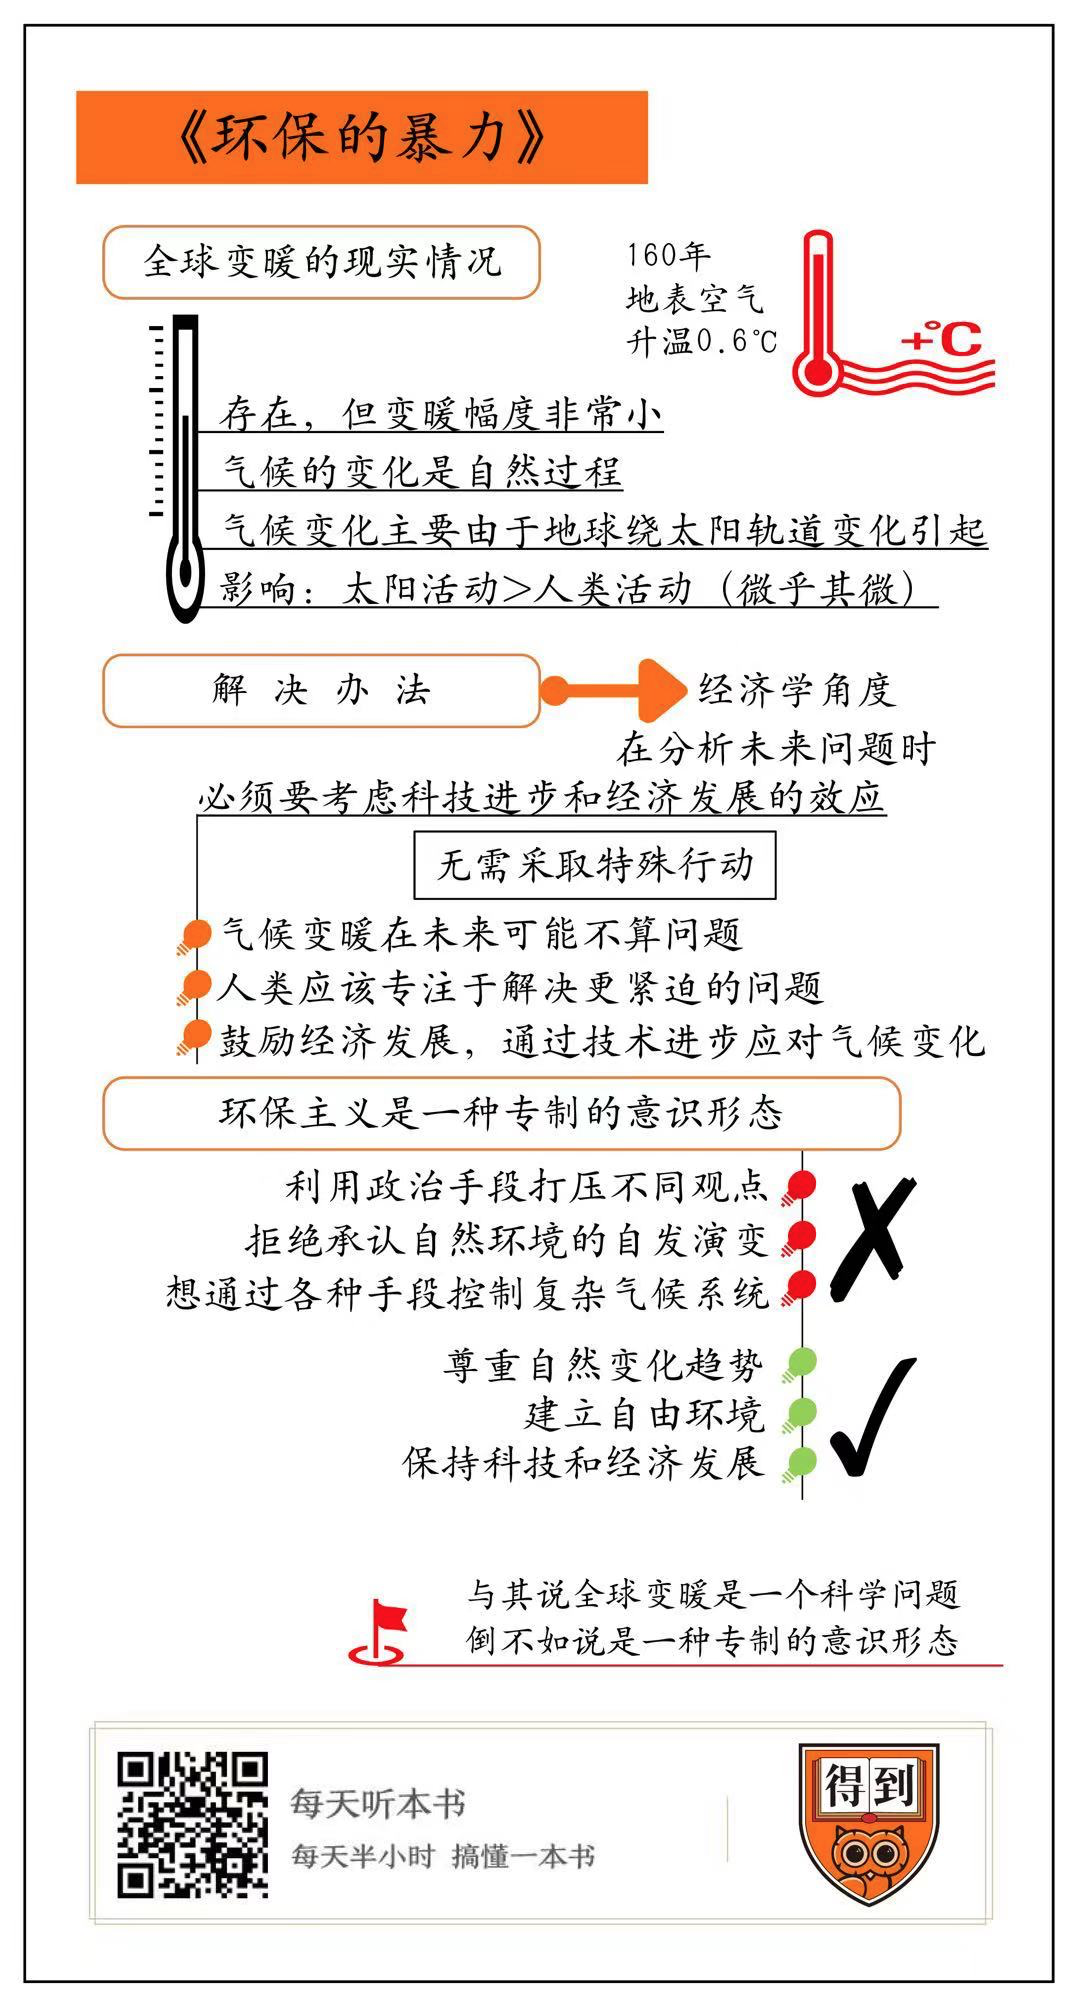 《环保的暴力》
全球变暖的现实情况
160年
地表空气
升温0.6℃
+℃
存在，但变暖幅度非常小
气候的变化是自然过程
气候变化主要由于地球绕太阳轨道变化引起
影响：太阳活动>人类活动（微乎其微）
解决办法
经济学角度
在分析未来问题时
必须要考虑科技进步和经济发展的效应
无需采取特殊行动
气候变暖在未来可能不算问题
人类应该专注于解决更紧迫的问题
鼓励经济发展，通过技术进步应对气候变化
环保主义是一种专制的意识形态
利用政治手段打压不同观点
拒绝承认自然环境的自发演变
想通过各种手段控制复杂气候系统
尊重自然变化趋势
建立自由环境
保持科技和经济发展
与其说全球变暖是一个科学问题
倒不如说是一种专制的意识形态
每天听本书
每天半小时 搞懂一本书
得到